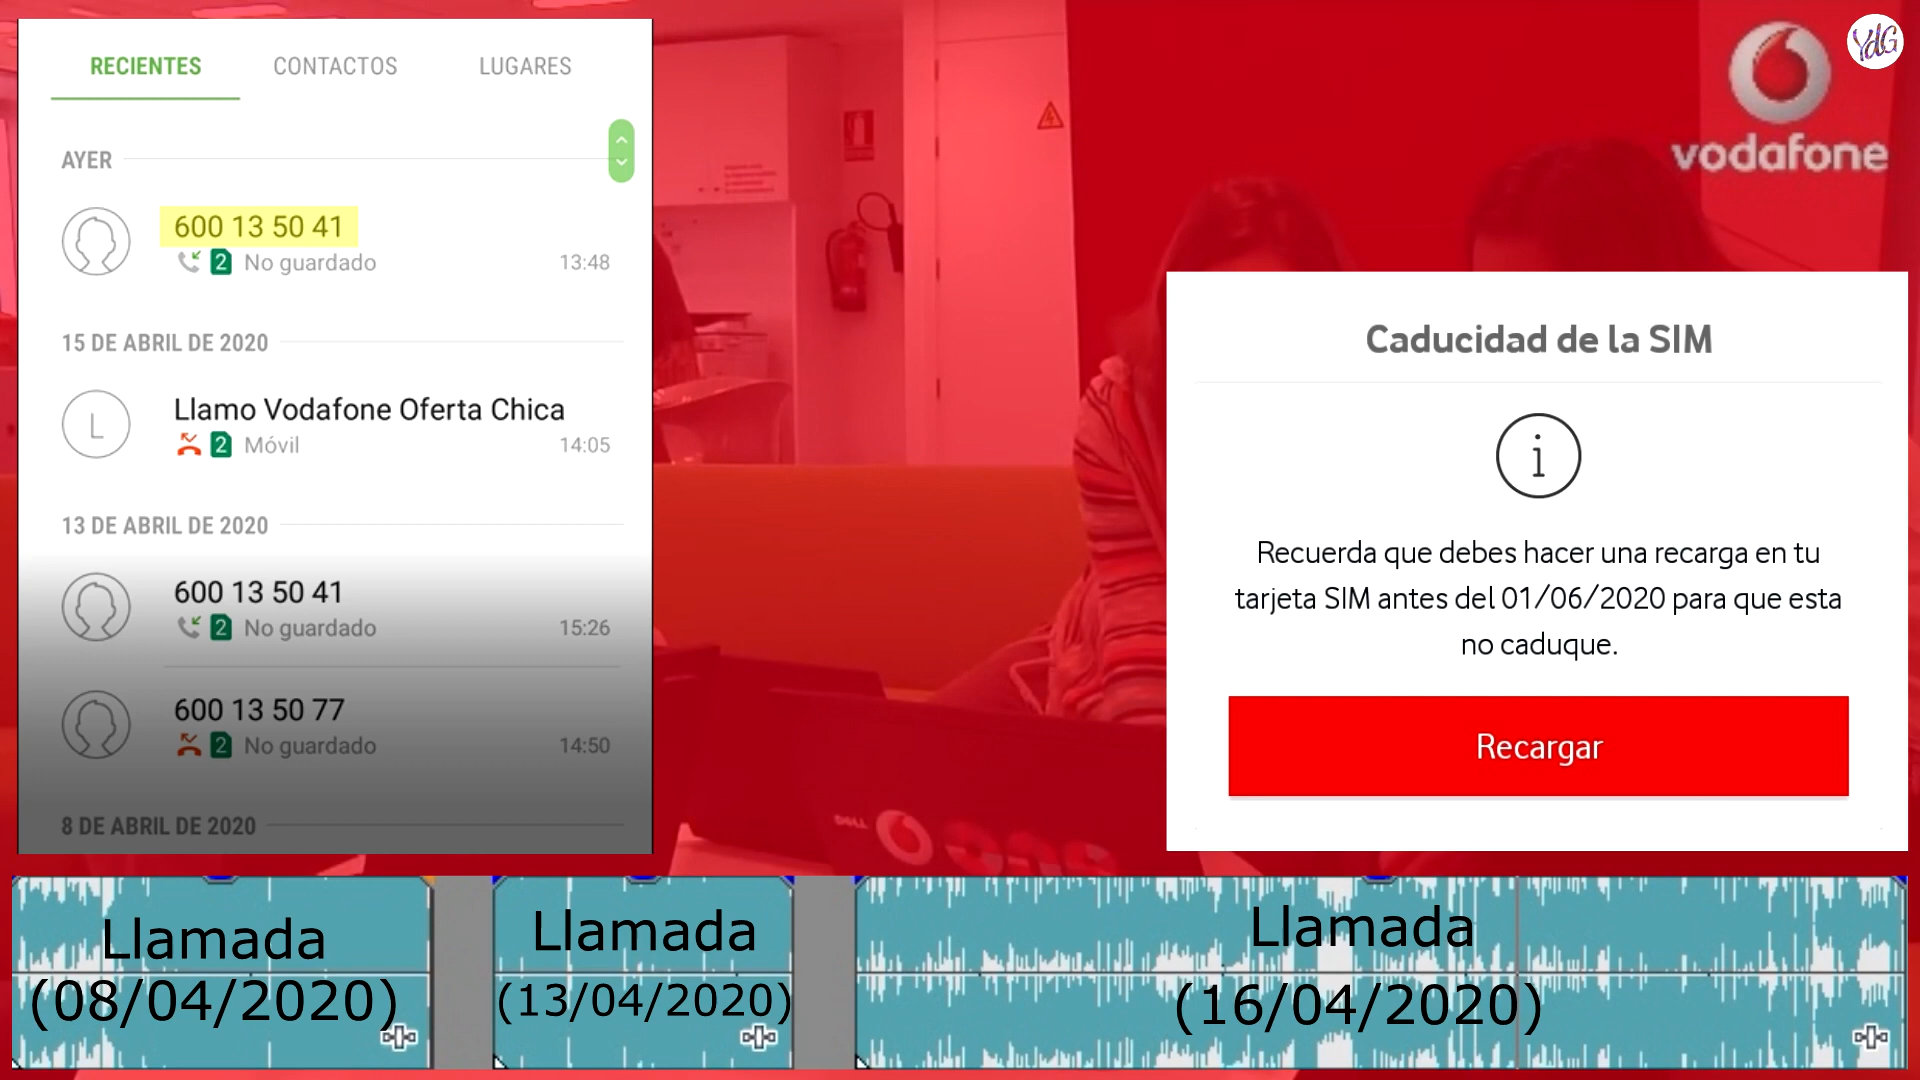 RECIENTES CONTACTOS LUGARES
AYER
600 13 50 41
2 No guardado 13:48
15 DE ABRIL DE 2020
L
Llamo Vodafone Oferta Chica
2 Móvil 14:05
13 DE ABRIL DE 2020
600 13 50 41
2 No guardado 15:26
600 13 50 77
2 No guardado 14:50
8 DE ABRIL DE 2020
YdG
vodafone
Caducidad de la SIM
i
Recuerda que debes hacer una recarga en tu
tarjeta SIM antes del 01/06/2020 para que esta
no caduque.
Recargar
DELL
one
Llamada
(08/04/2020)
Llamada
(13/04/2020)
Llamada
(16/04/2020)